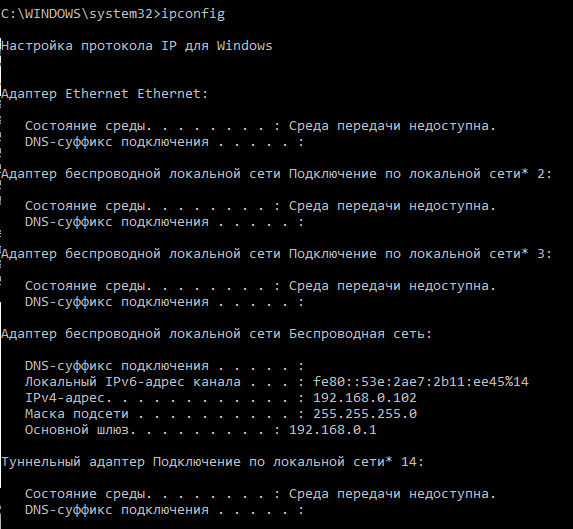 C:\WINDOWS\system32>ipconfig
Настройка протокола IP для Windows
Адаптер Ethernet Ethernet:
Состояние среды. . . . . . . . : Среда передачи недоступна.
DNS-суффикс подключения . . . . . :
Адаптер беспроводной локальной сети Подключение по локальной сети* 2:
Состояние среды. . . . . . . . : Среда передачи недоступна.
DNS-суффикс подключения . . . . . :
Адаптер беспроводной локальной сети Подключение по локальной сети* 3:
Состояние среды. . . . . . . . : Среда передачи недоступна.
DNS-суффикс подключения . . . . . :
Адаптер беспроводной локальной сети Беспроводная сеть:
DNS-суффикс подключения . . . . . :
Локальный IPv6-адрес канала . . . : fe80::53e:2ae7:2b11:ee45%14
IPv4-адрес. . . . . . . . . . . . : 192.168.0.102
Маска подсети . . . . . . . . . . : 255.255.255.0
Основной шлюз. . . . . . . . . : 192.168.0.1
Туннельный адаптер Подключение по локальной сети* 14:
Состояние среды. . . . . . . . : Среда передачи недоступна.
DNS-суффикс подключения . . . . . :